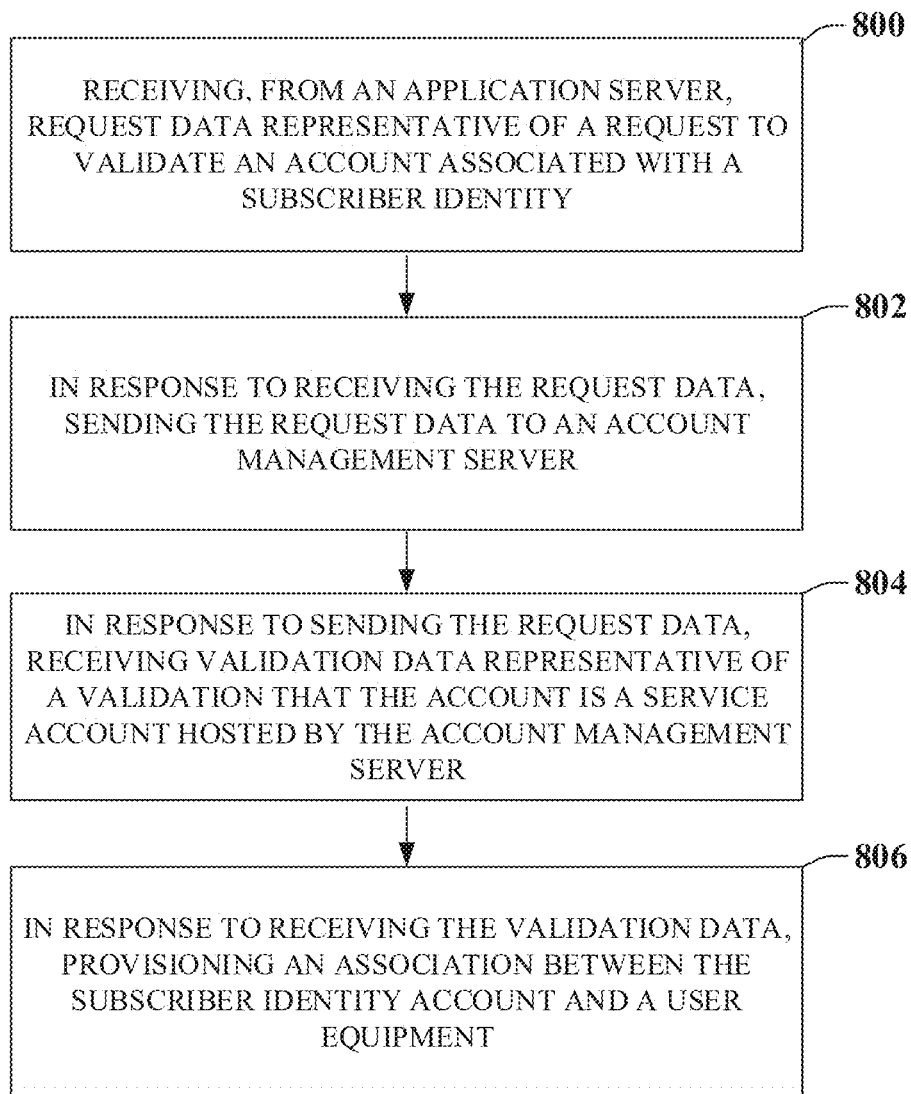 800
RECEIVING, FROM AN APPLICATION SERVER,
REQUEST DATA REPRESENTATIVE OF A REQUEST TO
VALIDATE AN ACCOUNT ASSOCIATED WITH A
SUBSCRIBER IDENTITY
802
IN RESPONSE TO RECEIVING THE REQUEST DATA,
SENDING THE REQUEST DATA TO AN ACCOUNT
MANAGEMENT SERVER
804
IN RESPONSE TO SENDING THE REQUEST DATA,
RECEIVING VALIDATION DATA REPRESENTATIVE OF
A VALIDATION THAT THE ACCOUNT IS A SERVICE
ACCOUNT HOSTED BY THE ACCOUNT MANAGEMENT
SERVER
806
IN RESPONSE TO RECEIVING THE VALIDATION DATA,
PROVISIONING AN ASSOCIATION BETWEEN THE
SUBSCRIBER IDENTITY ACCOUNT AND A USER
EQUIPMENT